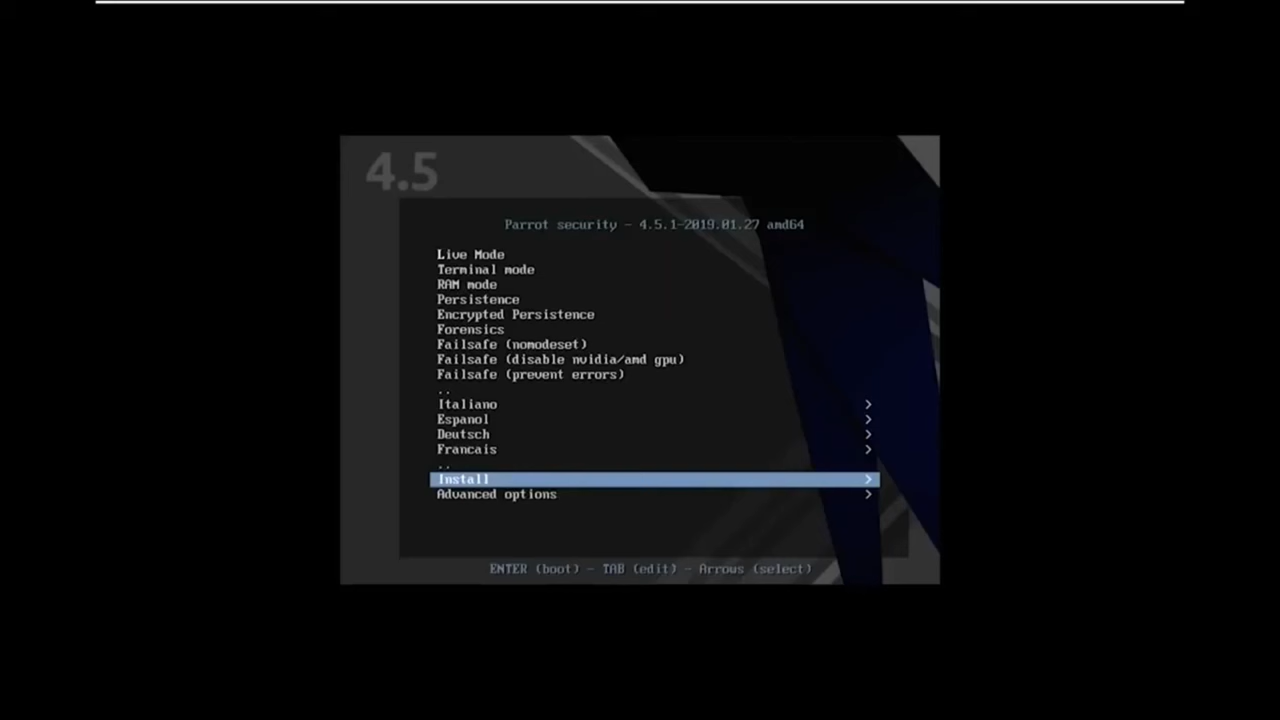 4.5
Parrot security - 4.5.1-2019.01.27 amd64
Live Mode
Terminal mode
RAM mode
Persistence
Encrypted Persistence
Forensics
Failsafe (nomodeset)
Failsafe (disable nvidia/amd gpu)
Failsafe (prevent errors)
..
Italiano >
Espanol >
Deutsch >
Francais >
..
Install >
Advanced options >
ENTER (boot) - TAB (edit) - Arrows (select)